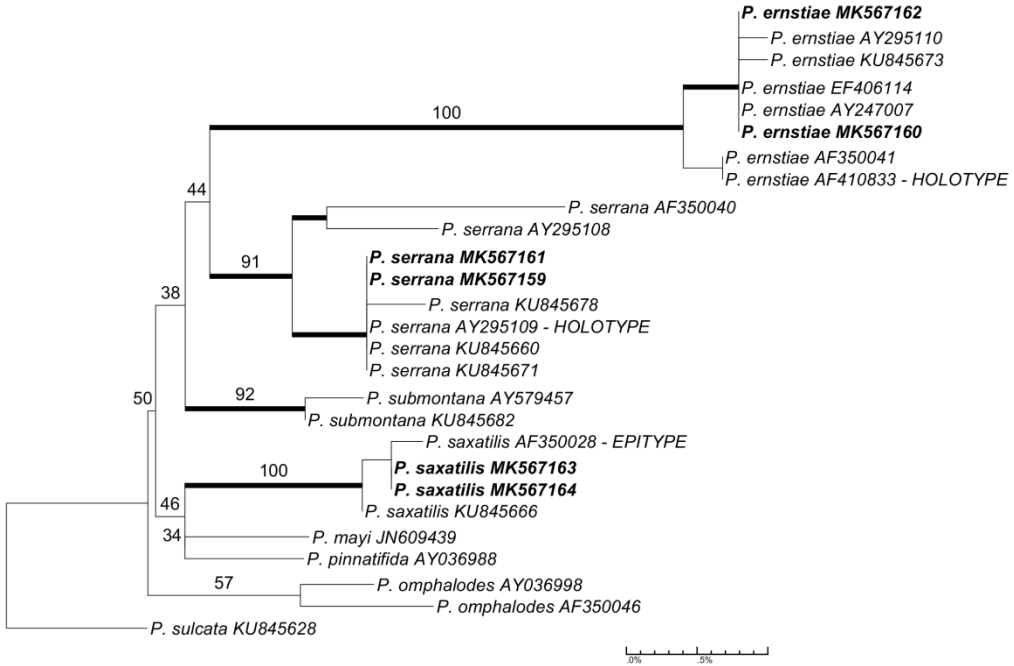 P. ernstiae MK567162
P. ernstiae AY295110
P. ernstiae KU845673
P. ernstiae EF406114
P. ernstiae AY247007
P. ernstiae MK567160
100
P. ernstiae AF350041
P. ernstiae AF410833 - HOLOTYPE
44
P. serrana AF350040
P. serrana AY295108
P. serrana MK567161
91
P. serrana MK567159
38
P. serrana KU845678
P. serrana AY295109 - HOLOTYPE
P. serrana KU845660
P. serrana KU845671
92
50
P. submontana AY579457
P. submontana KU845682
P. saxatilis AF350028 - EPITYPE
100
P. saxatilis MK567163
P. saxatilis MK567164
46
P. saxatilis KU845666
34
P. mayi JN609439
P. pinnatifida AY036988
57
P. omphalodes AY036998
P. omphalodes AF350046
P. sulcata KU845628
.0% .5%